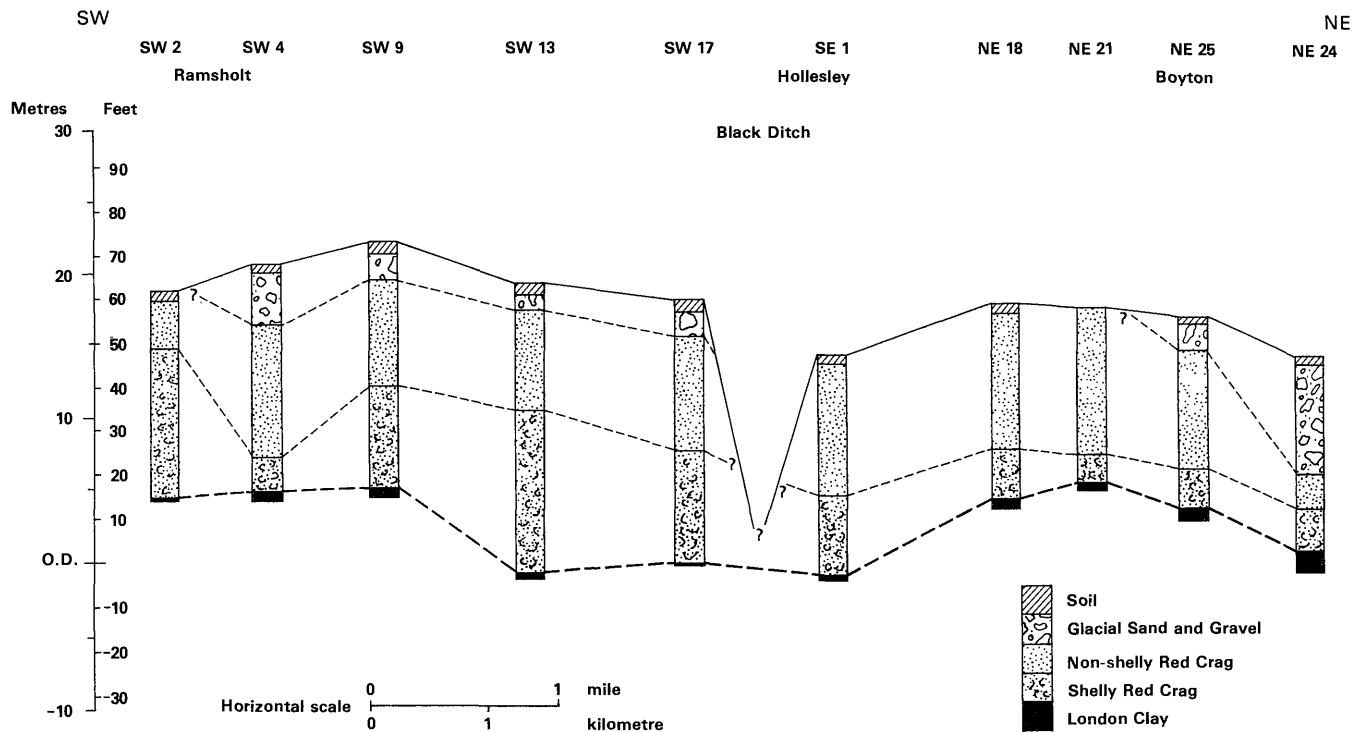 SW NE
SW 2 SW 4 SW 9 SW 13 SW 17 SE 1 NE 18 NE 21 NE 25 NE 24
Ramsholt Hollesley Boyton
Metres Feet
Black Ditch
30
90
80
70
20
60
50
40
10
30
20
10
O.D.
-10
-20
-30
-10
? ? ? ? ? 
Soil
Glacial Sand and Gravel
Non-shelly Red Crag
Shelly Red Crag
London Clay
Horizontal scale
0 1 mile
0 1 kilometre